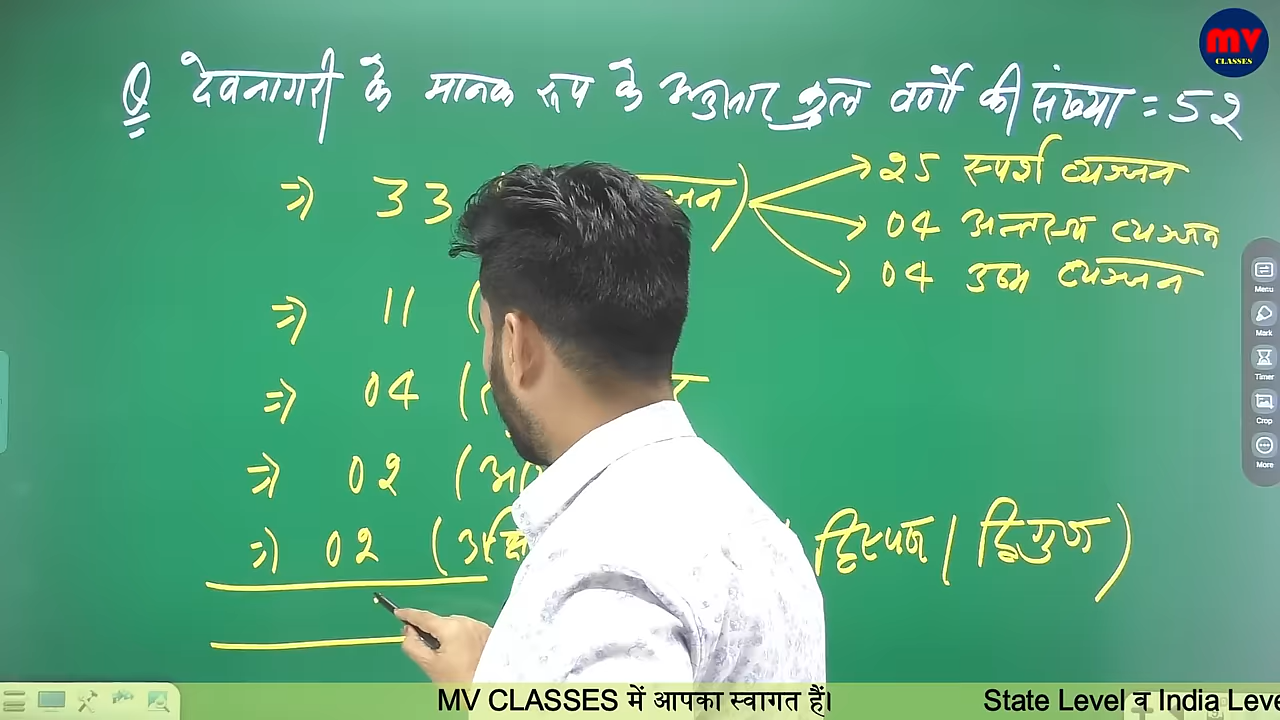 MV
CLASSES
Q देवनागरी के मानक रूप के अनुसार कुल वर्णों की संख्या = 52
⇒ 33 जन) → 25 स्पर्श व्यञ्जन
→ 04 अन्तस्थ व्यञ्जन
→ 04 उष्म व्यञ्जन
⇒ 11 (
⇒ 04 (
⇒ 02 (
⇒ 02 ( द्विस्पृष्ठ / द्विगुण)
Menu
Mark
Timer
Crop
More
MV CLASSES में आपका स्वागत हैं। State Level व India Leve